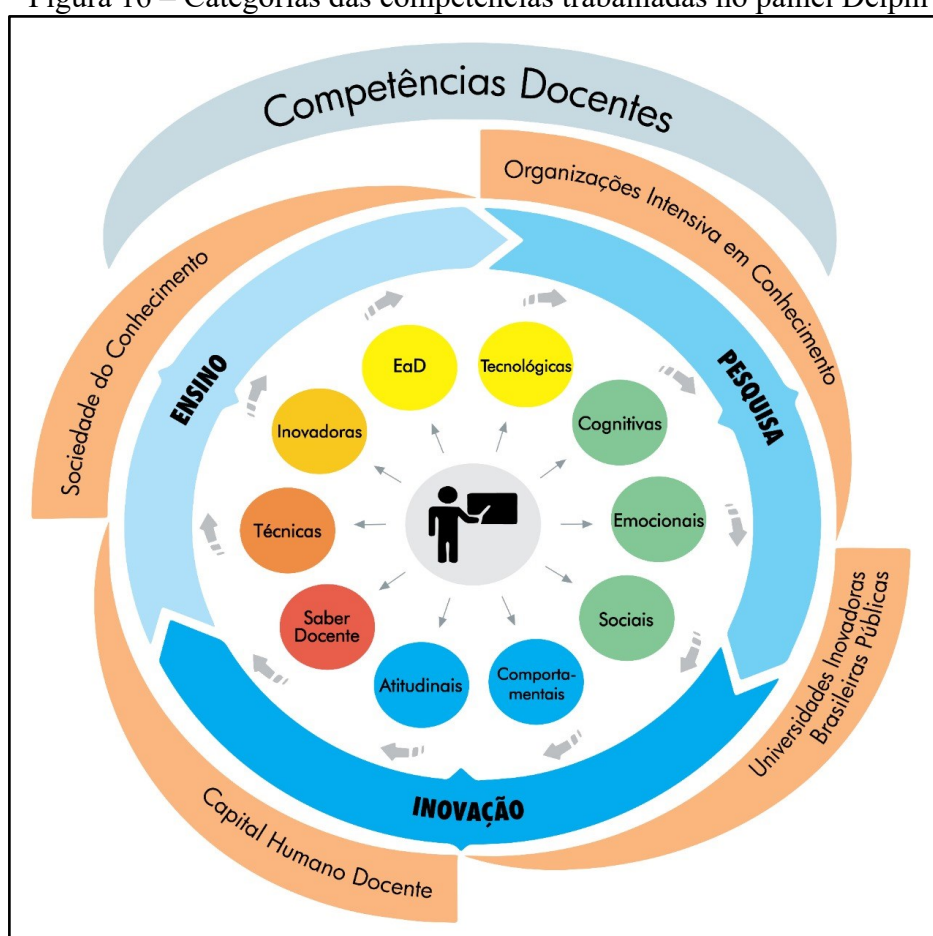 Figura 16 – Categorias das competências trabalhadas no painel Delphi
Competências Docentes
Organizações Intensiva em Conhecimento
Sociedade do Conhecimento
ENSINO
PESQUISA
EaD
Tecnológicas
Inovadoras
Cognitivas
Técnicas
Emocionais
Saber
Docente
Sociais
Atitudinais
Comporta-
mentais
Universidades Inovadoras
Brasileiras Públicas
INOVAÇÃO
Capital Humano Docente